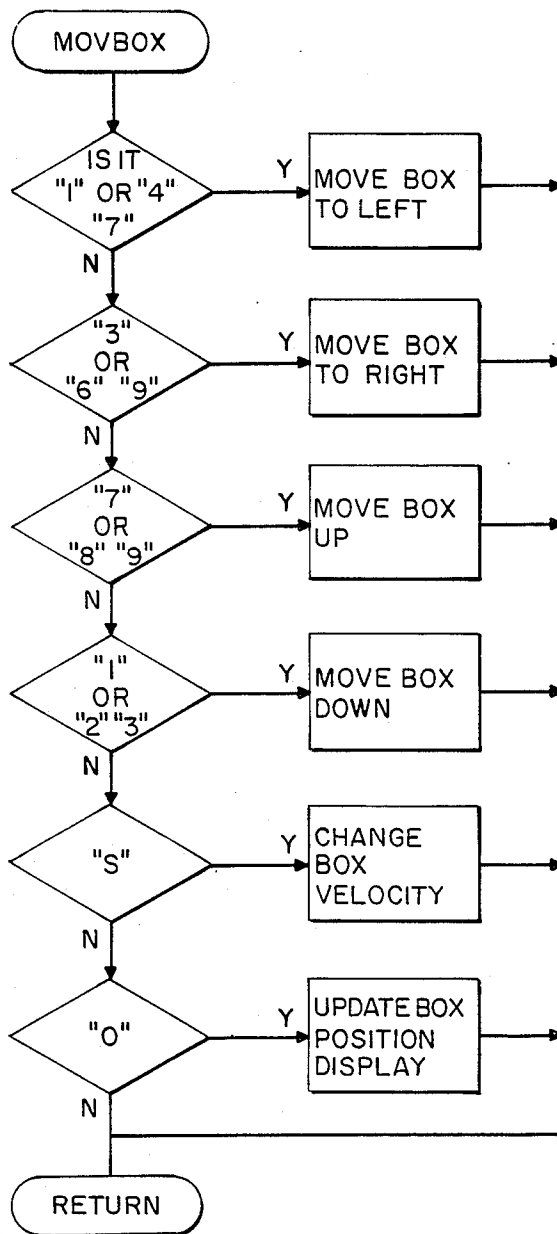 MOVBOX
IS IT
"1" OR "4"
"7"
Y
MOVE BOX
TO LEFT
N
"3"
OR
"6" "9"
Y
MOVE BOX
TO RIGHT
N
"7"
OR
"8" "9"
Y
MOVE BOX
UP
N
"1"
OR
"2" "3"
Y
MOVE BOX
DOWN
N
"S"
Y
CHANGE
BOX
VELOCITY
N
"0"
Y
UPDATE BOX
POSITION
DISPLAY
N
RETURN